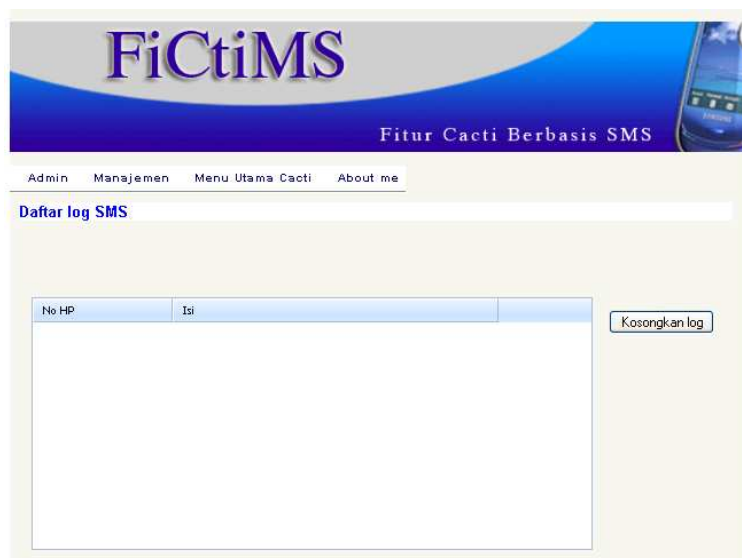 FiCtiMS
Fitur Cacti Berbasis SMS
Admin Manajemen Menu Utama Cacti About me
Daftar log SMS
No HP Isi
Kosongkan log